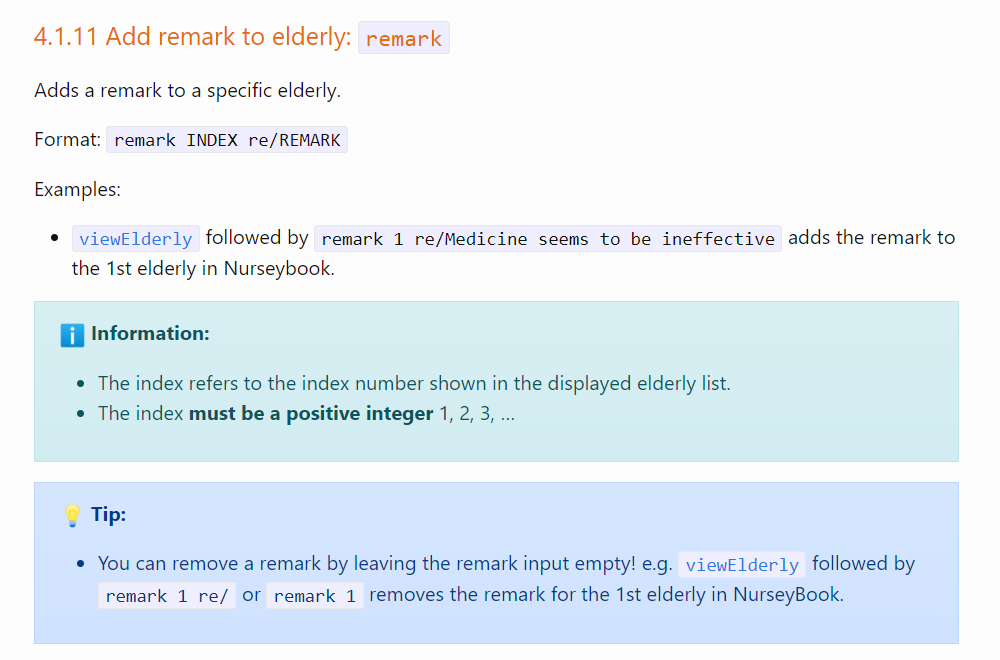 4.1.11 Add remark to elderly: remark
Adds a remark to a specific elderly.
Format: remark INDEX re/REMARK
Examples:
• viewElderly followed by remark 1 re/Medicine seems to be ineffective adds the remark to
the 1st elderly in Nurseybook.
ℹ️ Information:
• The index refers to the index number shown in the displayed elderly list.
• The index must be a positive integer 1, 2, 3, …
💡 Tip:
• You can remove a remark by leaving the remark input empty! e.g. viewElderly followed by
remark 1 re/ or remark 1 removes the remark for the 1st elderly in NurseyBook.